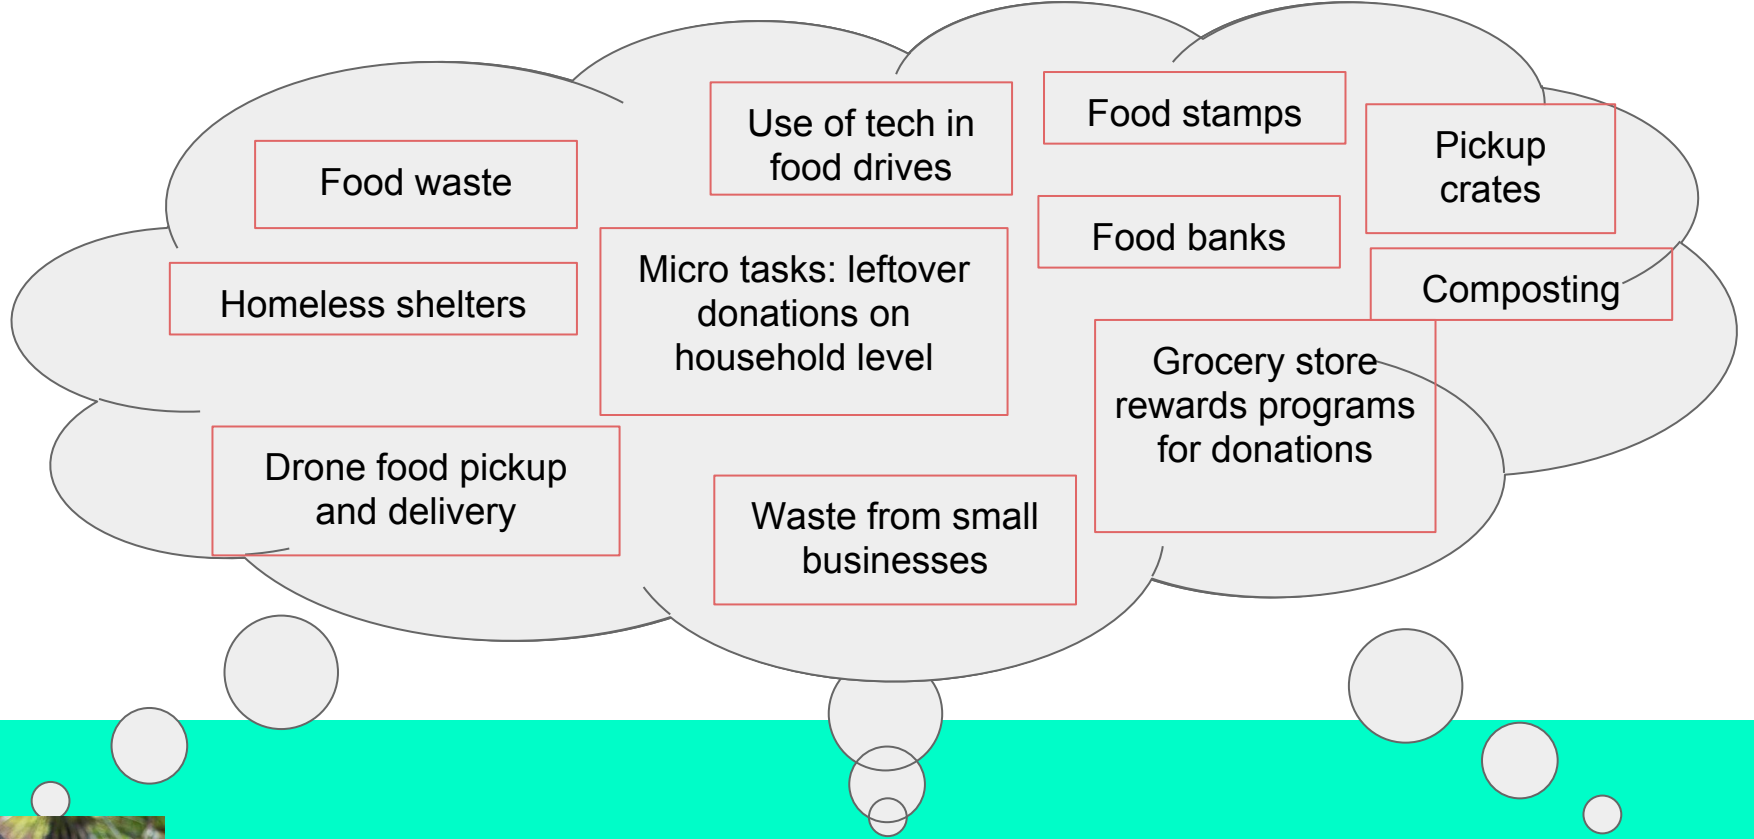 Food waste
Use of tech in
food drives
Food stamps
Pickup
crates
Homeless shelters
Micro tasks: leftover
donations on
household level
Food banks
Composting
Grocery store
rewards programs
for donations
Drone food pickup
and delivery
Waste from small
businesses